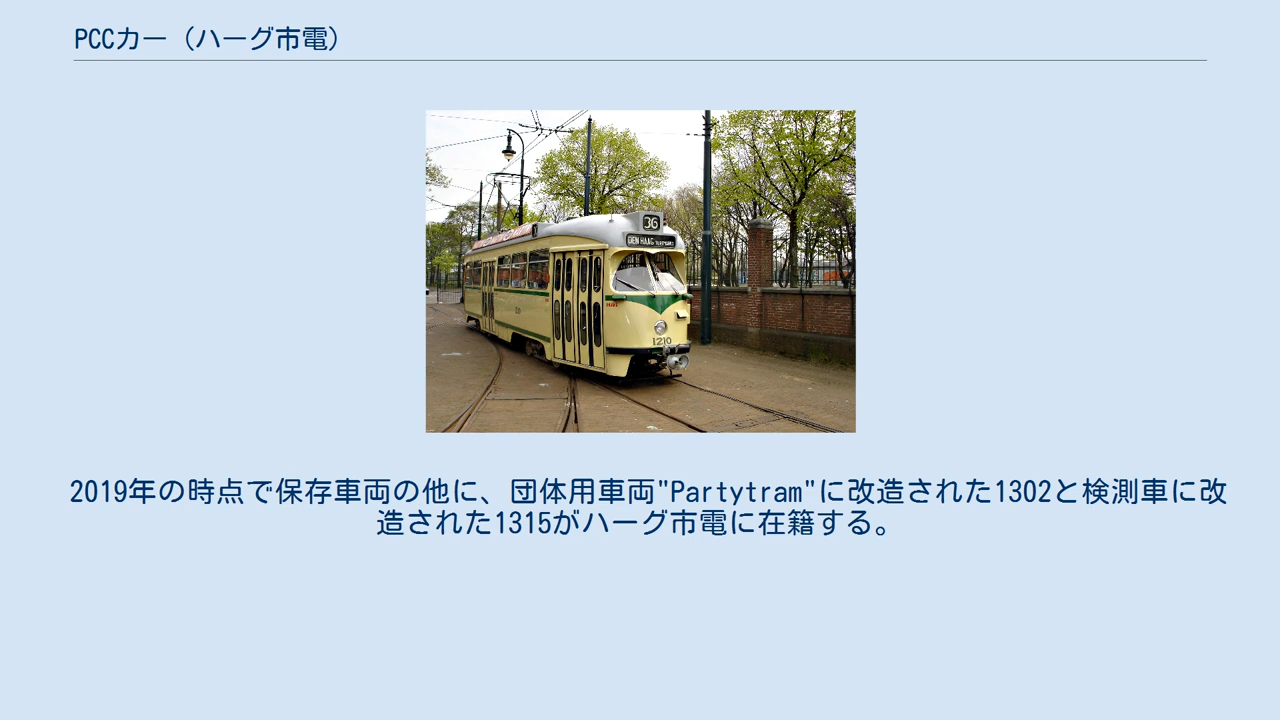 PCCカー（ハーグ市電）
36
DEN HAAG
1210
2019年の時点で保存車両の他に、団体用車両"Partytram"に改造された1302と検測車に改
造された1315がハーグ市電に在籍する。